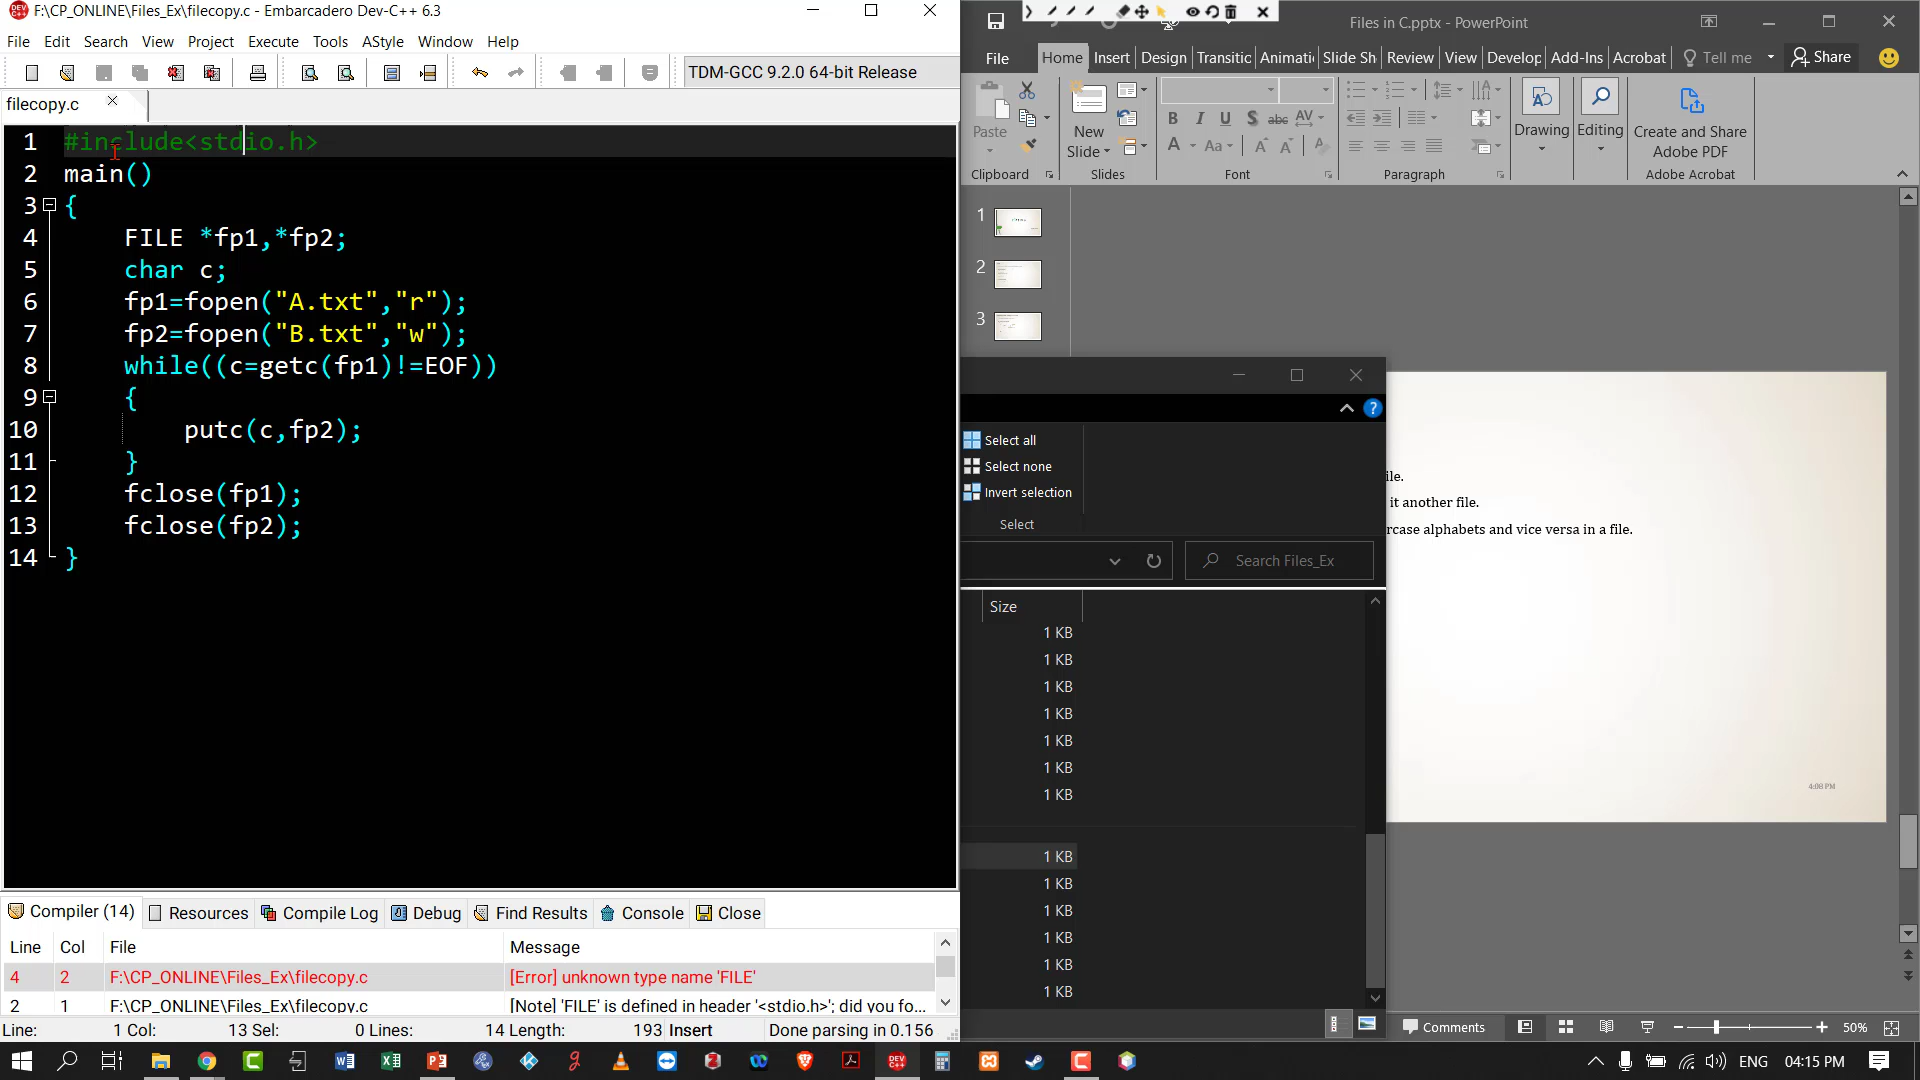 F:\CP_ONLINE\Files_Ex\filecopy.c - Embarcadero Dev-C++ 6.3
File Edit Search View Project Execute Tools AStyle Window Help
TDM-GCC 9.2.0 64-bit Release
filecopy.c
1 #include<stdio.h>
2 main()
3 {
4 FILE *fp1,*fp2;
5 char c;
6 fp1=fopen("A.txt","r");
7 fp2=fopen("B.txt","w");
8 while((c=getc(fp1)!=EOF))
9 {
10 putc(c,fp2);
11 }
12 fclose(fp1);
13 fclose(fp2);
14 }
Compiler (14) Resources Compile Log Debug Find Results Console Close
Line Col File Message
4 2 F:\CP_ONLINE\Files_Ex\filecopy.c [Error] unknown type name 'FILE'
2 1 F:\CP_ONLINE\Files_Ex\filecopy.c [Note] 'FILE' is defined in header '<stdio.h>'; did you fo...
Line: 1 Col: 13 Sel: 0 Lines: 14 Length: 193 Insert Done parsing in 0.156
Files in C.pptx - PowerPoint
File Home Insert Design Transitic Animati Slide Sh Review View Develop Add-Ins Acrobat Tell me Share
Paste New Slide B I U S abc AV Aa A A A Drawing Editing Create and Share Adobe PDF
Clipboard Slides Font Paragraph Adobe Acrobat
1
2
3
Select all
Select none
Invert selection
Select
Search Files_Ex
Size
1 KB
1 KB
1 KB
1 KB
1 KB
1 KB
1 KB
1 KB
1 KB
1 KB
1 KB
1 KB
1 KB
ile.
it another file.
rcase alphabets and vice versa in a file.
4:08 PM
Comments 50%
ENG 04:15 PM